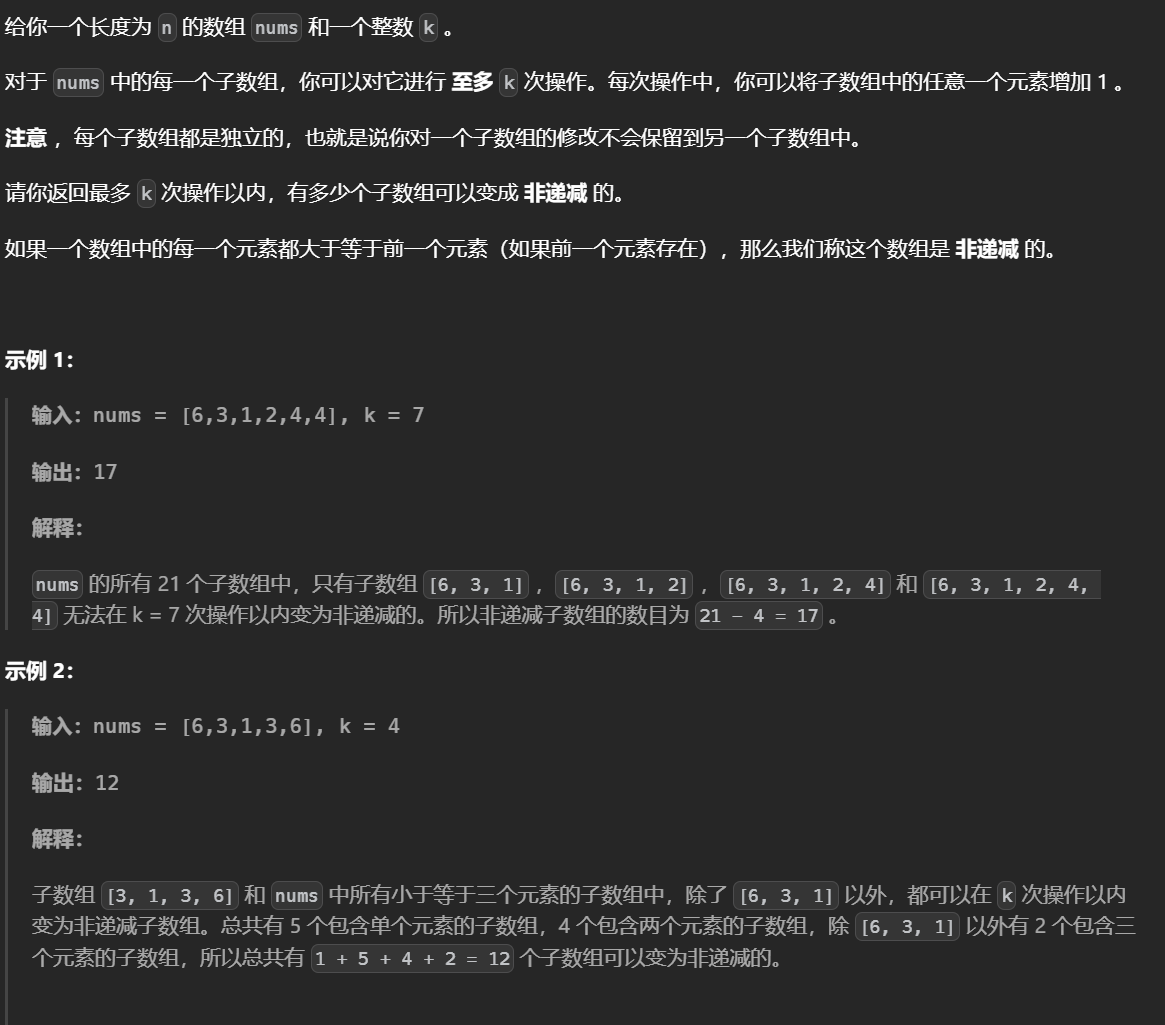 给你一个长度为 n 的数组 nums 和一个整数 k 。
对于 nums 中的每一个子数组，你可以对它进行 至多 k 次操作。每次操作中，你可以将子数组中的任意一个元素增加 1 。
注意 ，每个子数组都是独立的，也就是说你对一个子数组的修改不会保留到另一个子数组中。
请你返回最多 k 次操作以内，有多少个子数组可以变成 非递减 的。
如果一个数组中的每一个元素都大于等于前一个元素（如果前一个元素存在），那么我们称这个数组是 非递减 的。
示例 1：
输入：nums = [6,3,1,2,4,4], k = 7
输出：17
解释：
nums 的所有 21 个子数组中，只有子数组 [6, 3, 1] ，[6, 3, 1, 2] ，[6, 3, 1, 2, 4] 和 [6, 3, 1, 2, 4,
4] 无法在 k = 7 次操作以内变为非递减的。所以非递减子数组的数目为 21 - 4 = 17 。
示例 2：
输入：nums = [6,3,1,3,6], k = 4
输出：12
解释：
子数组 [3, 1, 3, 6] 和 nums 中所有小于等于三个元素的子数组中，除了 [6, 3, 1] 以外，都可以在 k 次操作以内
变为非递减子数组。总共有 5 个包含单个元素的子数组，4 个包含两个元素的子数组，除 [6, 3, 1] 以外有 2 个包含三
个元素的子数组，所以总共有 1 + 5 + 4 + 2 = 12 个子数组可以变为非递减的。